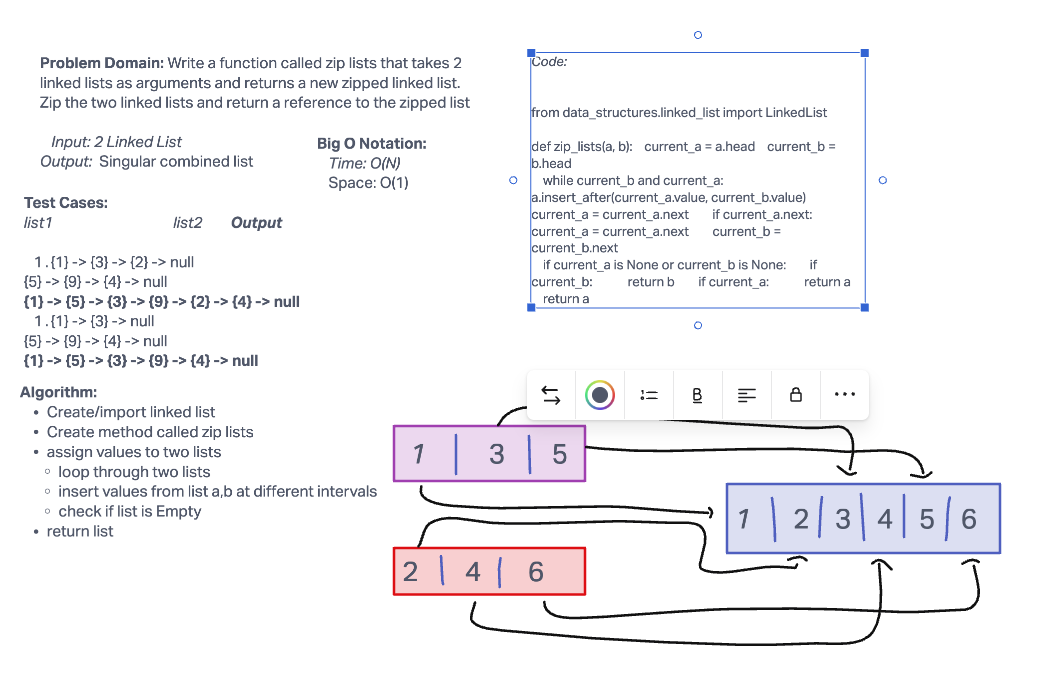 Problem Domain: Write a function called zip lists that takes 2
linked lists as arguments and returns a new zipped linked list.
Zip the two linked lists and return a reference to the zipped list
Input: 2 Linked List
Output: Singular combined list
Big O Notation:
Time: O(N)
Space: O(1)
Test Cases:
list1 list2 Output
1. {1} -> {3} -> {2} -> null
{5} -> {9} -> {4} -> null
{1} -> {5} -> {3} -> {9} -> {2} -> {4} -> null
1. {1} -> {3} -> null
{5} -> {9} -> {4} -> null
{1} -> {5} -> {3} -> {9} -> {4} -> null
Algorithm:
• Create/import linked list
• Create method called zip lists
• assign values to two lists
◦ loop through two lists
◦ insert values from list a,b at different intervals
◦ check if list is Empty
• return list
Code:
from data_structures.linked_list import LinkedList
def zip_lists(a, b): current_a = a.head current_b =
b.head
while current_b and current_a:
a.insert_after(current_a.value, current_b.value)
current_a = current_a.next if current_a.next:
current_a = current_a.next current_b =
current_b.next
if current_a is None or current_b is None: if
current_b: return b if current_a: return a
return a
B
1 | 3 | 5
2 | 4 | 6
1 | 2 | 3 | 4 | 5 | 6